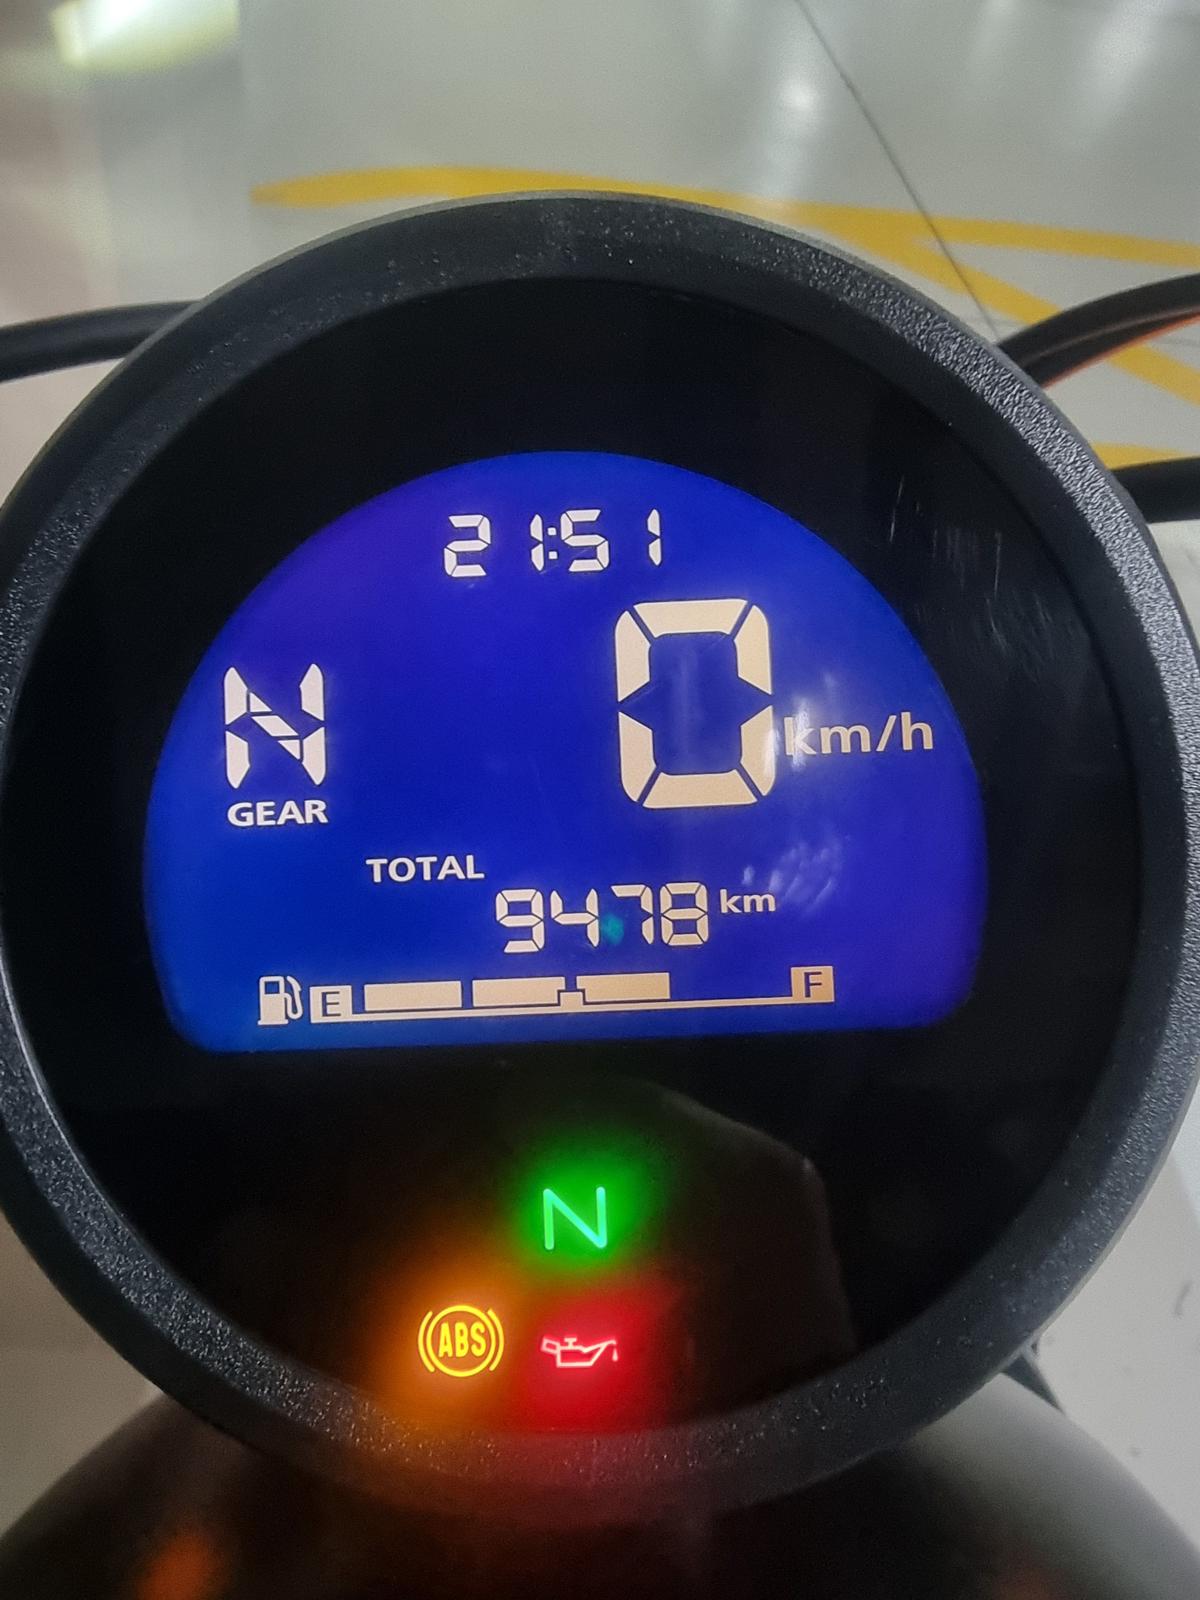 21:51
0 km/h
N
GEAR
TOTAL
9478 km
E F
N
ABS